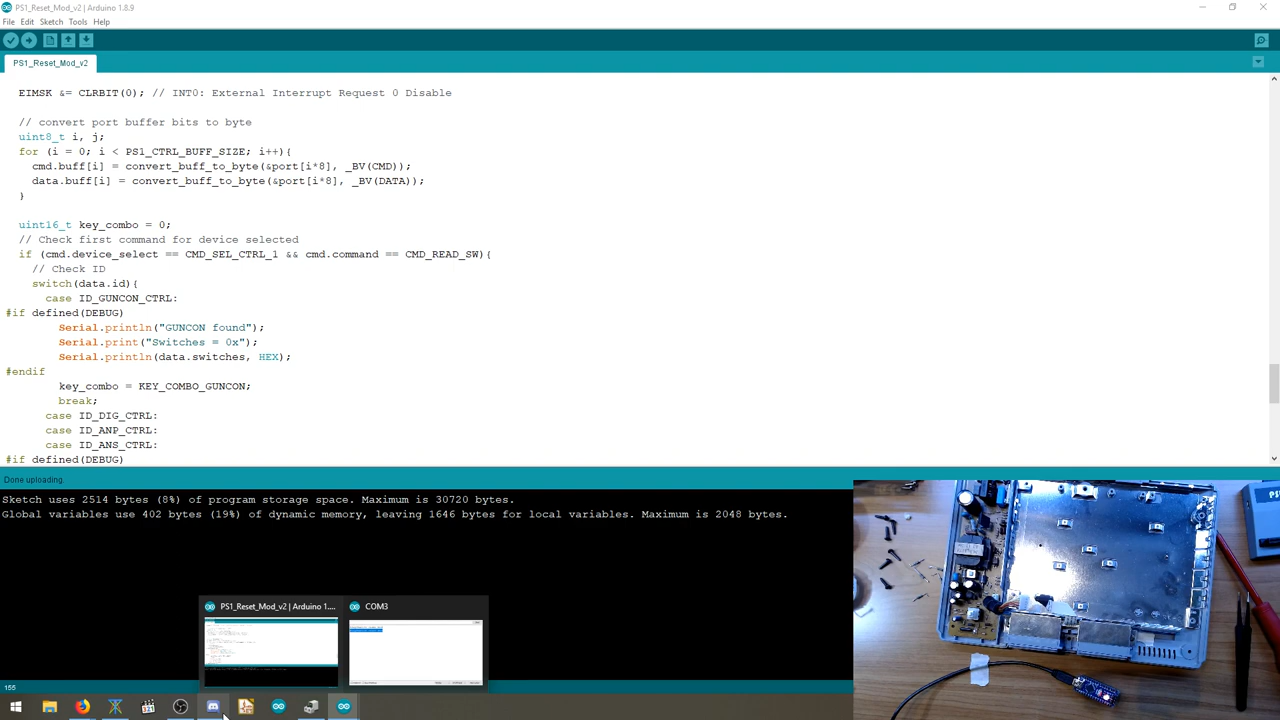 PS1_Reset_Mod_v2 | Arduino 1.8.9
File Edit Sketch Tools Help
PS1_Reset_Mod_v2
EIMSK &= CLRBIT(0); // INT0: External Interrupt Request 0 Disable
// convert port buffer bits to byte
uint8_t i, j;
for (i = 0; i < PS1_CTRL_BUFF_SIZE; i++){
cmd.buff[i] = convert_buff_to_byte(&port[i*8], _BV(CMD));
data.buff[i] = convert_buff_to_byte(&port[i*8], _BV(DATA));
}
uint16_t key_combo = 0;
// Check first command for device selected
if (cmd.device_select == CMD_SEL_CTRL_1 && cmd.command == CMD_READ_SW){
// Check ID
switch(data.id){
case ID_GUNCON_CTRL:
#if defined(DEBUG)
Serial.println("GUNCON found");
Serial.print("Switches = 0x");
Serial.println(data.switches, HEX);
#endif
key_combo = KEY_COMBO_GUNCON;
break;
case ID_DIG_CTRL:
case ID_ANP_CTRL:
case ID_ANS_CTRL:
#if defined(DEBUG)
Done uploading.
Sketch uses 2514 bytes (8%) of program storage space. Maximum is 30720 bytes.
Global variables use 402 bytes (19%) of dynamic memory, leaving 1646 bytes for local variables. Maximum is 2048 bytes.
PS1_Reset_Mod_v2 | Arduino 1....
COM3
155